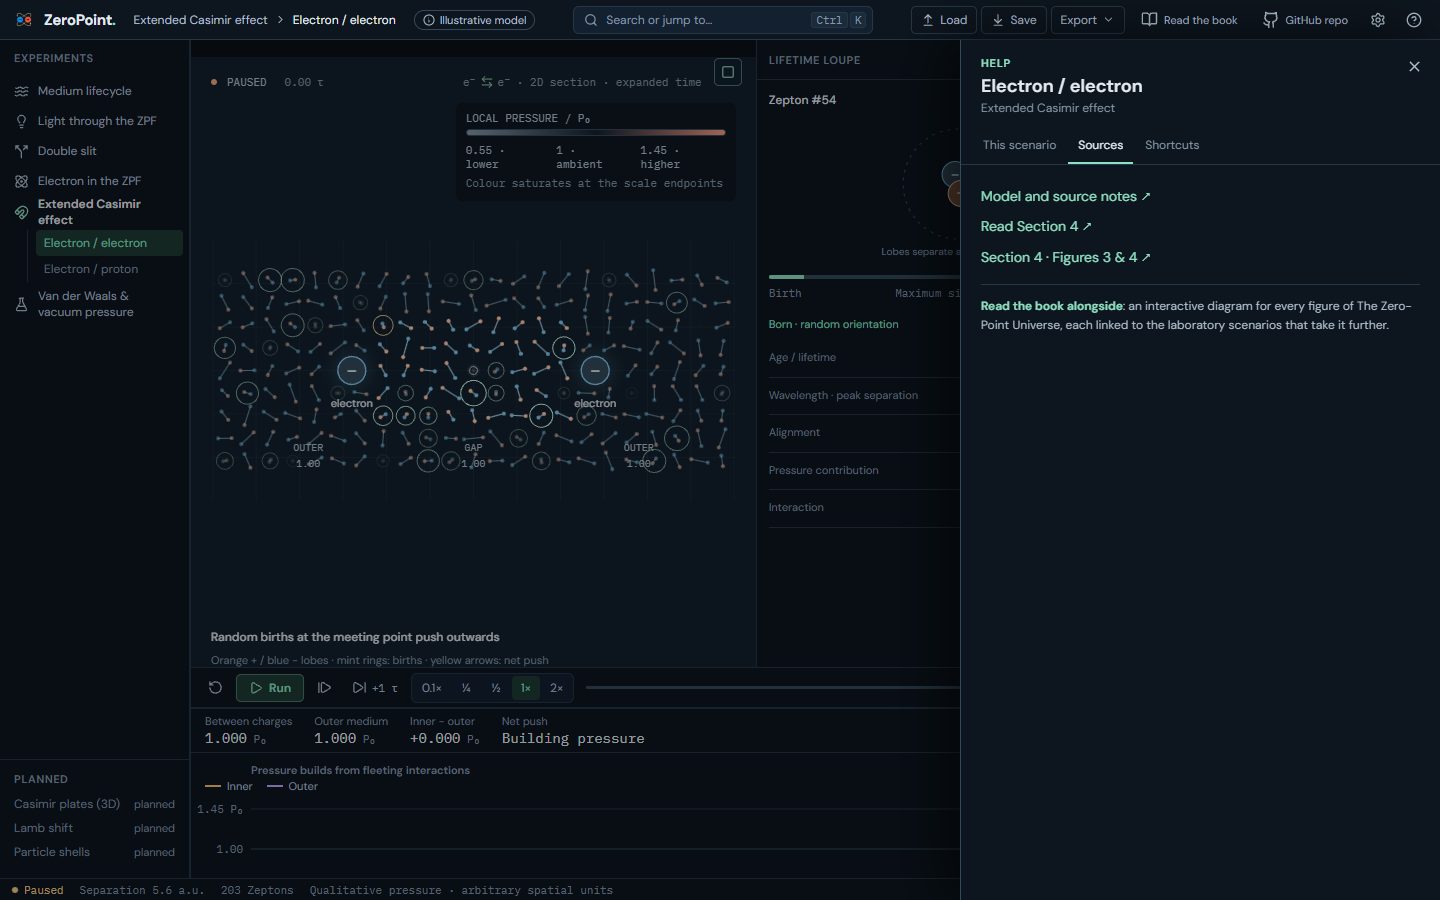 ZeroPoint.
Extended Casimir effect > Electron / electron
Illustrative model
Search or jump to...
Ctrl K
Load
Save
Export
Read the book
GitHub repo
EXPERIMENTS
Medium lifecycle
Light through the ZPF
Double slit
Electron in the ZPF
Extended Casimir
effect
Electron / electron
Electron / proton
Van der Waals &
vacuum pressure
PLANNED
Casimir plates (3D) planned
Lamb shift planned
Particle shells planned
PAUSED 0.00 τ
e⁻ ⇆ e⁻ · 2D section · expanded time
LOCAL PRESSURE / P₀
0.55 · lower
1 · ambient
1.45 · higher
Colour saturates at the scale endpoints
electron
electron
OUTER
1.00
GAP
1.00
OUTER
1.00
Random births at the meeting point push outwards
Orange + / blue − lobes · mint rings: births · yellow arrows: net push
LIFETIME LOUPE
Zepton #54
Lobes separate
Birth
Maximum
Born · random orientation
Age / lifetime
Wavelength · peak separation
Alignment
Pressure contribution
Interaction
Run
+1 τ
0.1× ¼ ½ 1× 2×
Between charges
1.000 P₀
Outer medium
1.000 P₀
Inner − outer
+0.000 P₀
Net push
Building pressure
Pressure builds from fleeting interactions
Inner
Outer
1.45 P₀
1.00
Paused Separation 5.6 a.u. 203 Zeptons Qualitative pressure · arbitrary spatial units
HELP
Electron / electron
Extended Casimir effect
This scenario
Sources
Shortcuts
Model and source notes ↗
Read Section 4 ↗
Section 4 · Figures 3 & 4 ↗
Read the book alongside: an interactive diagram for every figure of The Zero-
Point Universe, each linked to the laboratory scenarios that take it further.